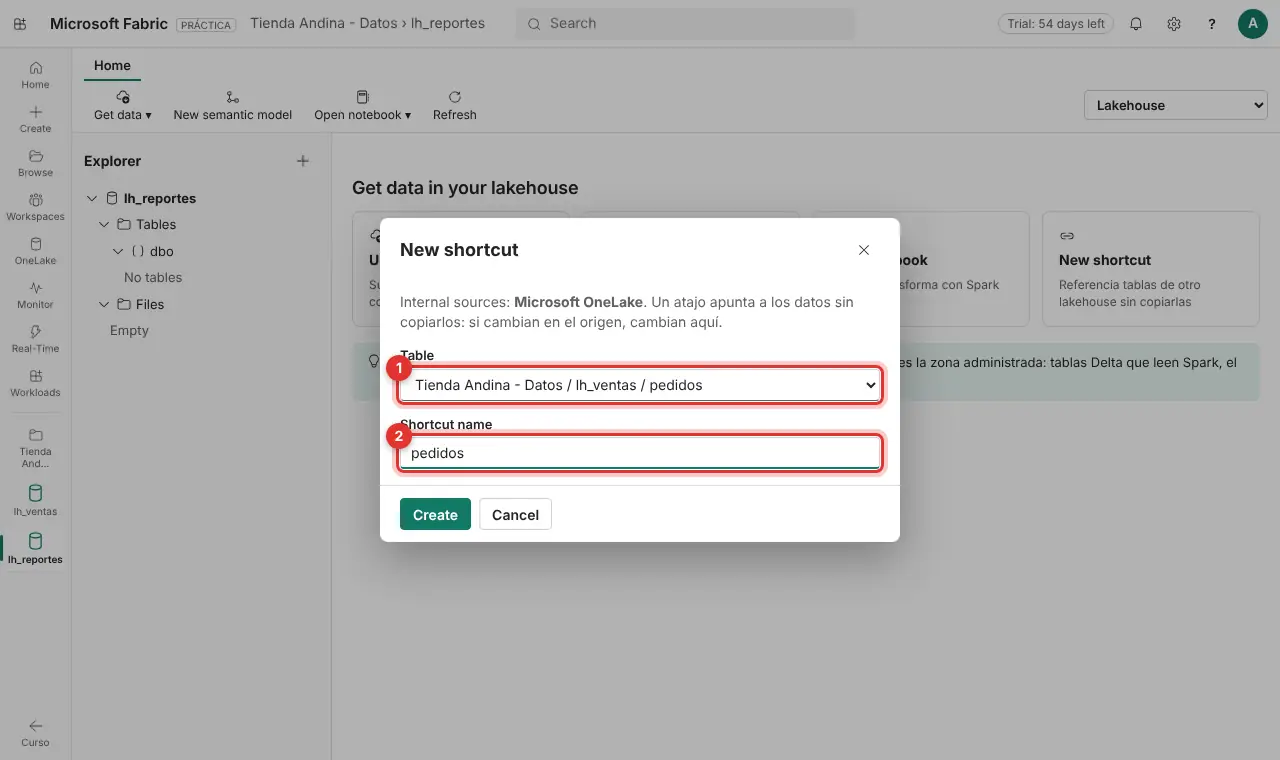 Microsoft Fabric PRÁCTICA Tienda Andina - Datos › lh_reportes Search Trial: 54 days left ? A
Home
Create
Browse
Workspaces
OneLake
Monitor
Real-Time
Workloads
Tienda
And...
lh_ventas
lh_reportes
Curso
Home
Get data ▾ New semantic model Open notebook ▾ Refresh Lakehouse
Explorer
lh_reportes
Tables
dbo
No tables
Files
Empty
Get data in your lakehouse
New shortcut
Referencia tablas de otro
lakehouse sin copiarlas
es la zona administrada: tablas Delta que leen Spark, el
New shortcut
Internal sources: Microsoft OneLake. Un atajo apunta a los datos sin
copiarlos: si cambian en el origen, cambian aquí.
Table
1
Tienda Andina - Datos / lh_ventas / pedidos
Shortcut name
2
pedidos
Create Cancel